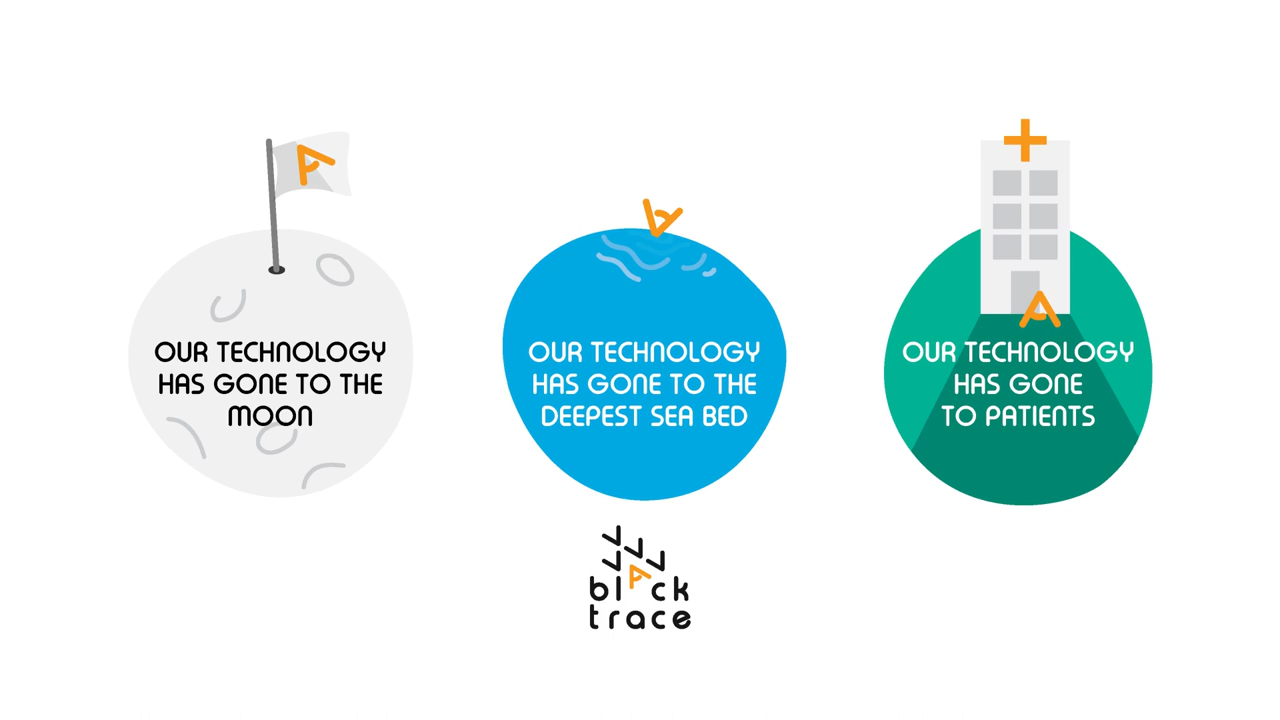 OUR TECHNOLOGY
HAS GONE TO THE
MOON
OUR TECHNOLOGY
HAS GONE TO THE
DEEPEST SEA BED
OUR TECHNOLOGY
HAS GONE
TO PATIENTS
black
trace